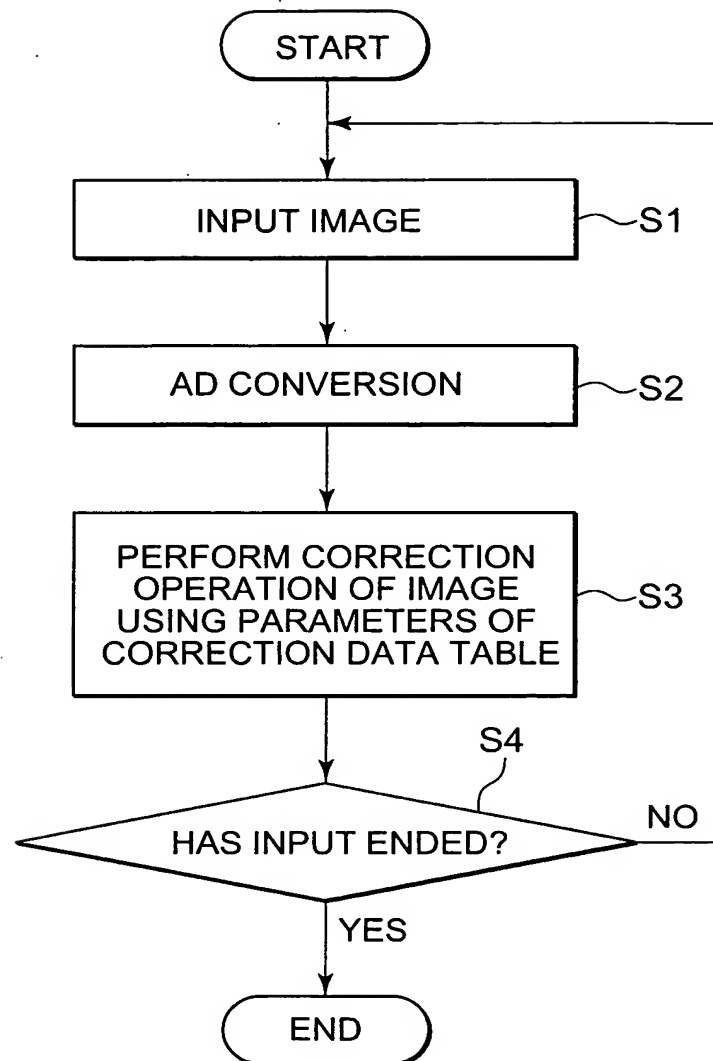 START
INPUT IMAGE
S1
AD CONVERSION
S2
PERFORM CORRECTION
OPERATION OF IMAGE
USING PARAMETERS OF
CORRECTION DATA TABLE
S3
S4
HAS INPUT ENDED?
NO
YES
END